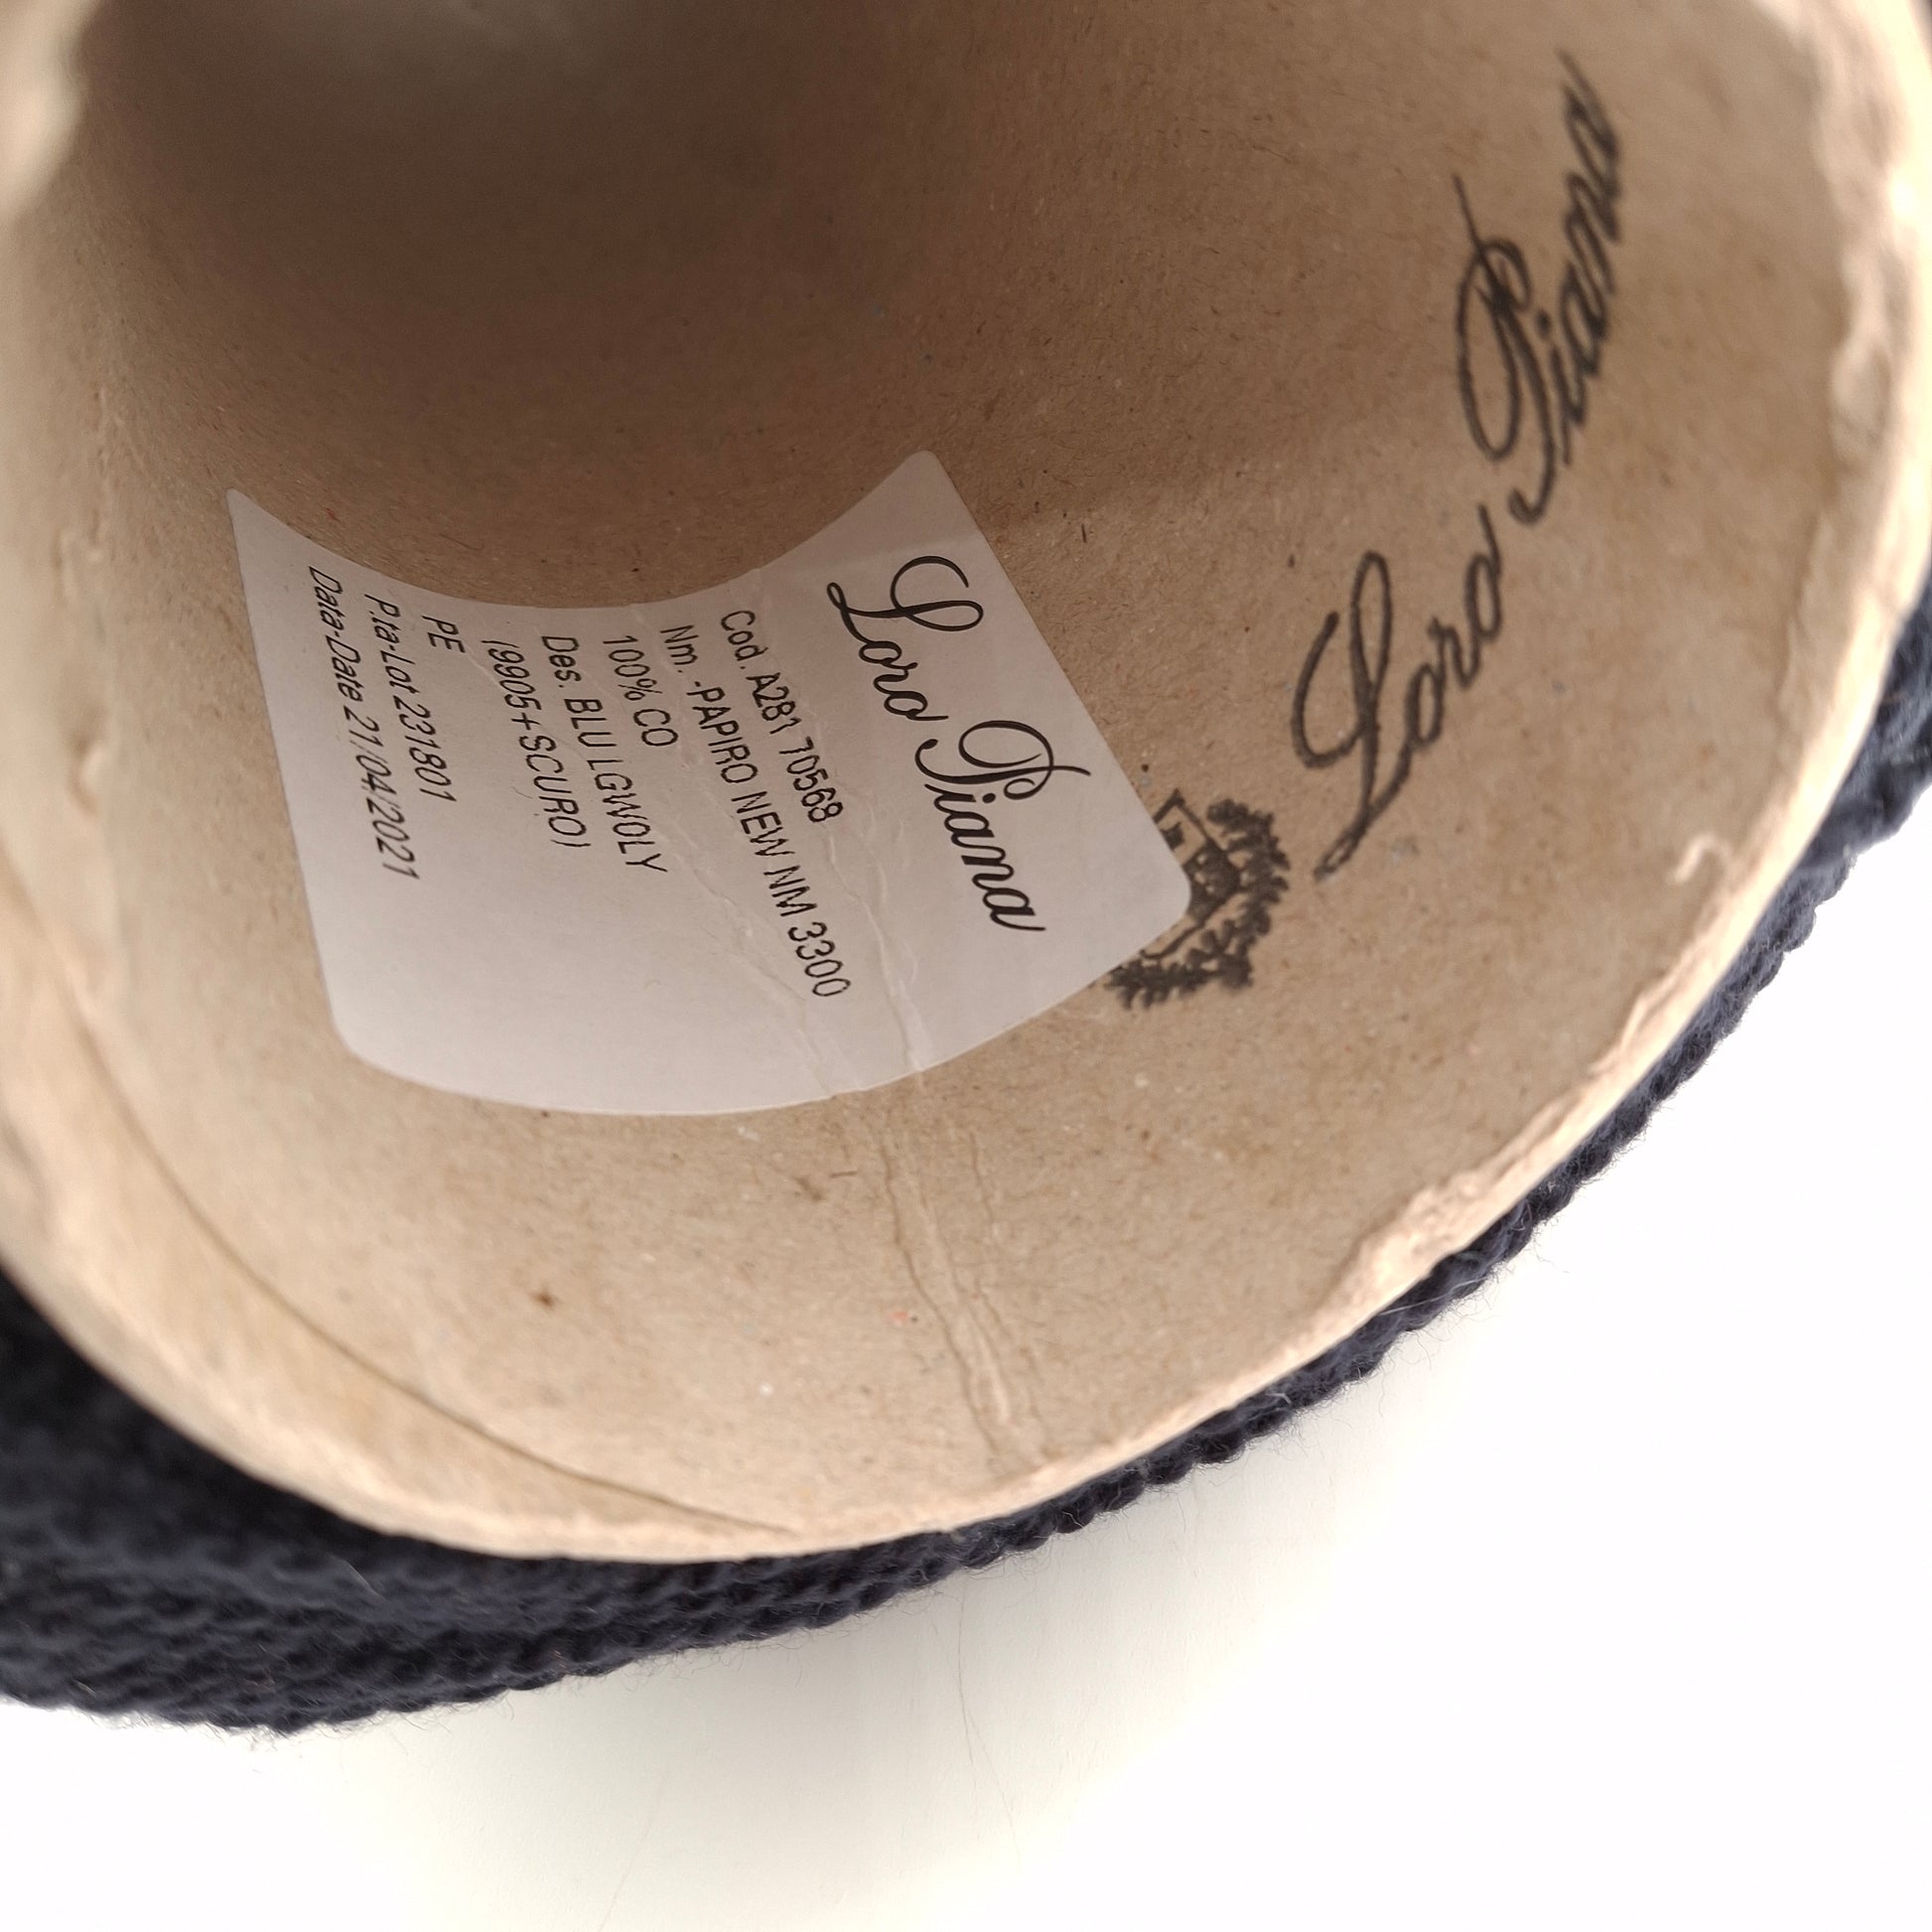 Loro Piana
Loro Piana
Cod. A281 70568
Nm.-PAPIRO NEW NM 3300
100% CO
Des. BLU LGWOLY
(9905+SCURO)
PE
P.ta-Lot 231801
Data-Date 21/04/2021